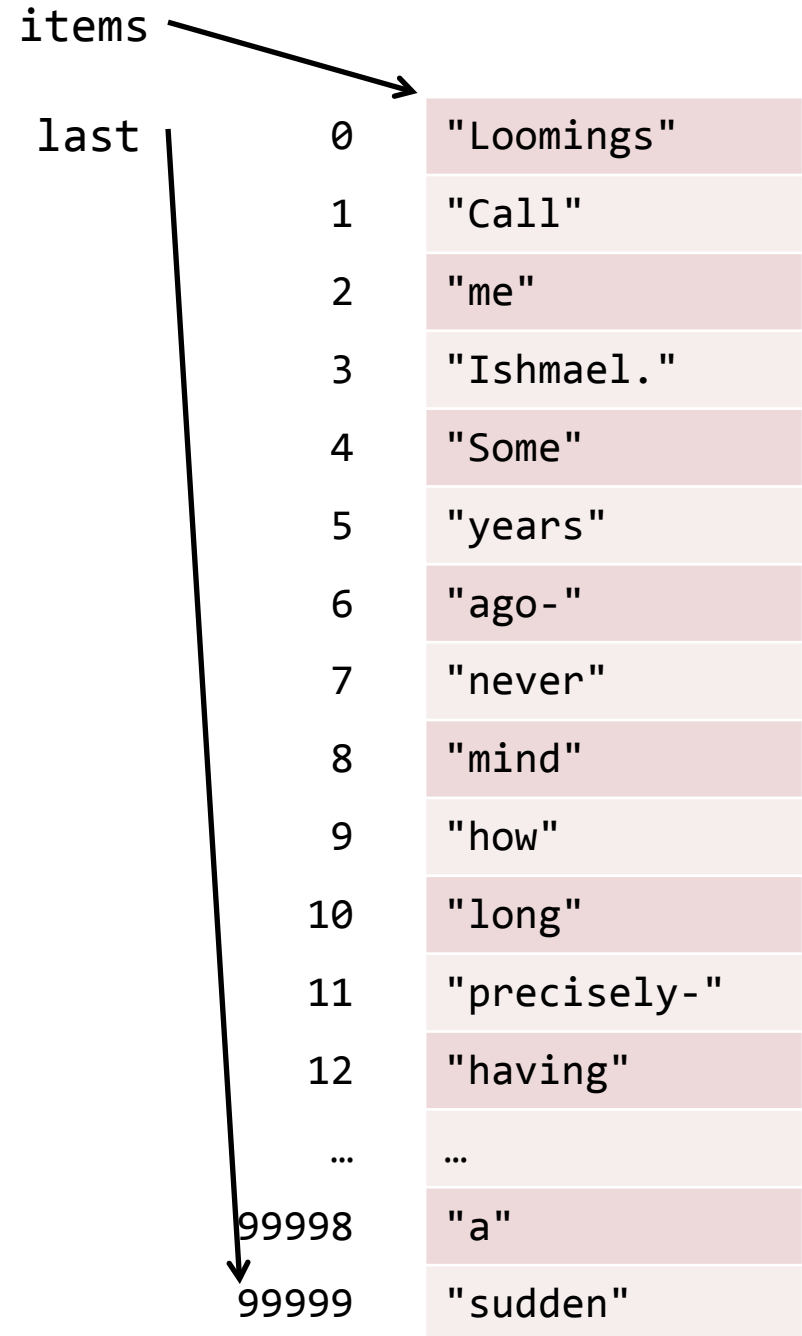 items
last 0 "Loomings"
1 "Call"
2 "me"
3 "Ishmael."
4 "Some"
5 "years"
6 "ago-"
7 "never"
8 "mind"
9 "how"
10 "long"
11 "precisely-"
12 "having"
… …
99998 "a"
99999 "sudden"